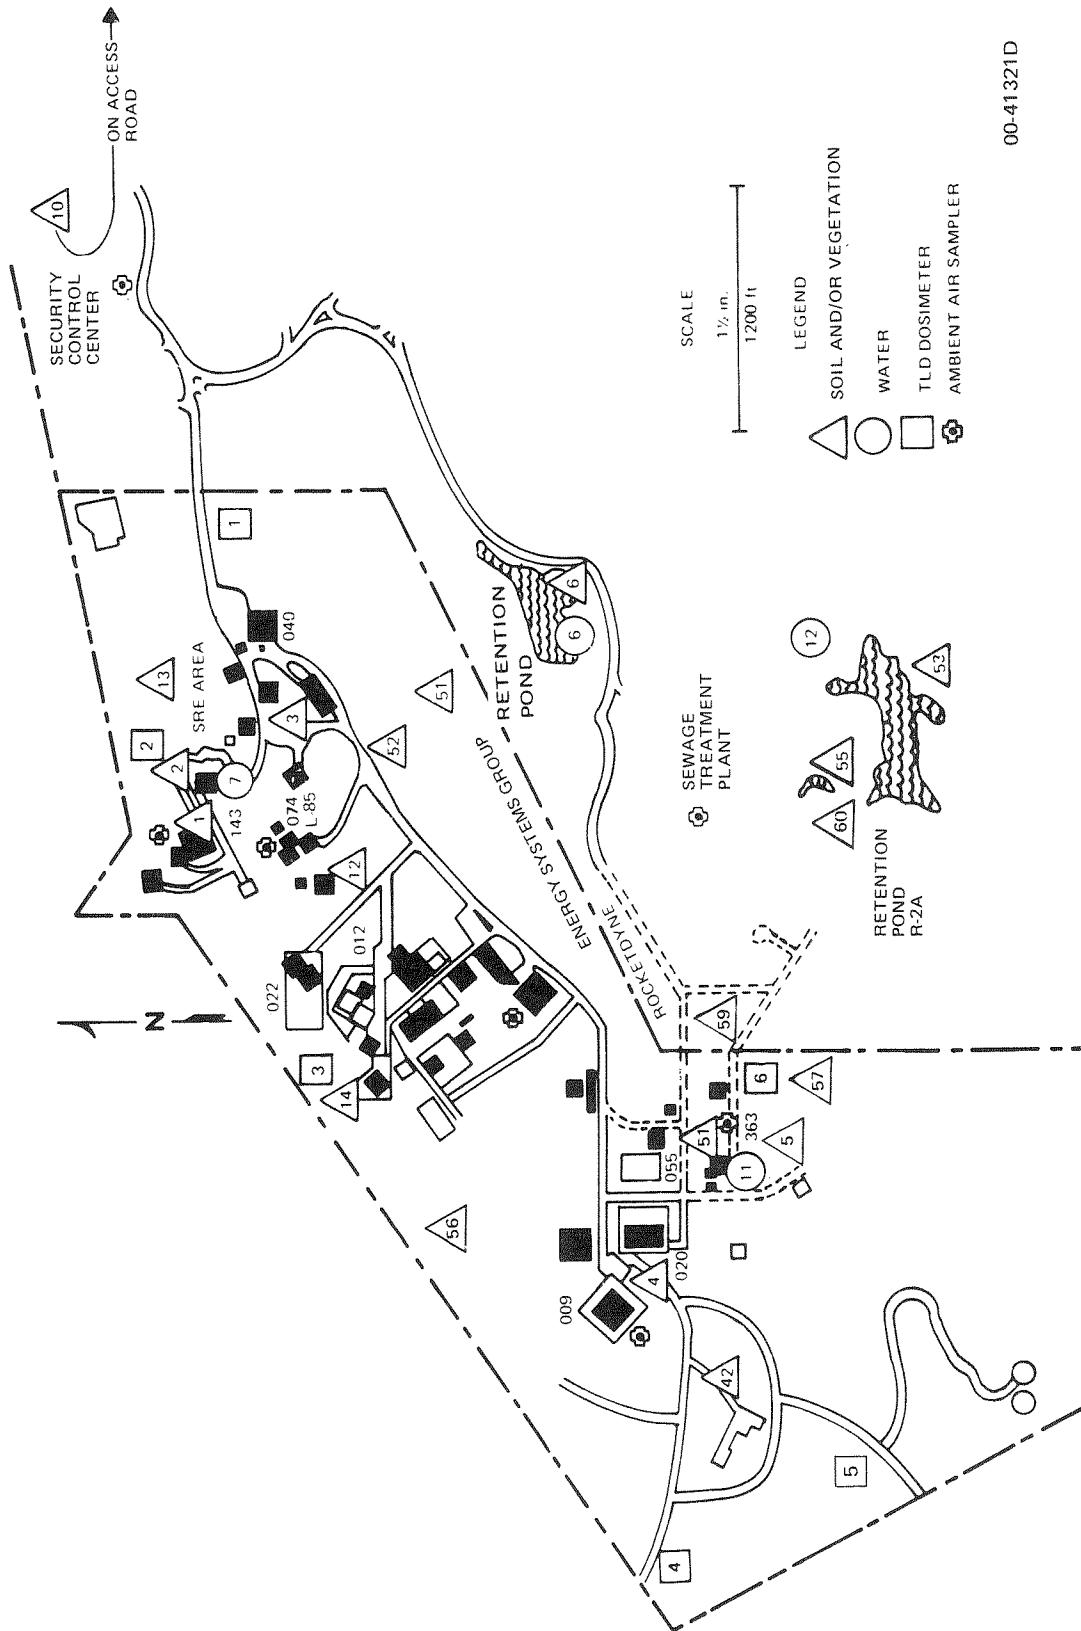 ON ACCESS
ROAD
10
SECURITY
CONTROL
CENTER
1
13
SRE AREA
040
2
2
7
3
1
143
074
L-85
52
51
12
RETENTION
POND
6
6
022
012
N
3
14
ENERGY SYSTEMS GROUP
ROCKETDYNE
SEWAGE
TREATMENT
PLANT
12
53
55
60
RETENTION
POND
R-2A
59
6
57
51
363
5
11
055
56
009
4
020
42
5
4
SCALE
1½ in.
1200 ft
LEGEND
SOIL AND/OR VEGETATION
WATER
TLD DOSIMETER
AMBIENT AIR SAMPLER
00-41321D